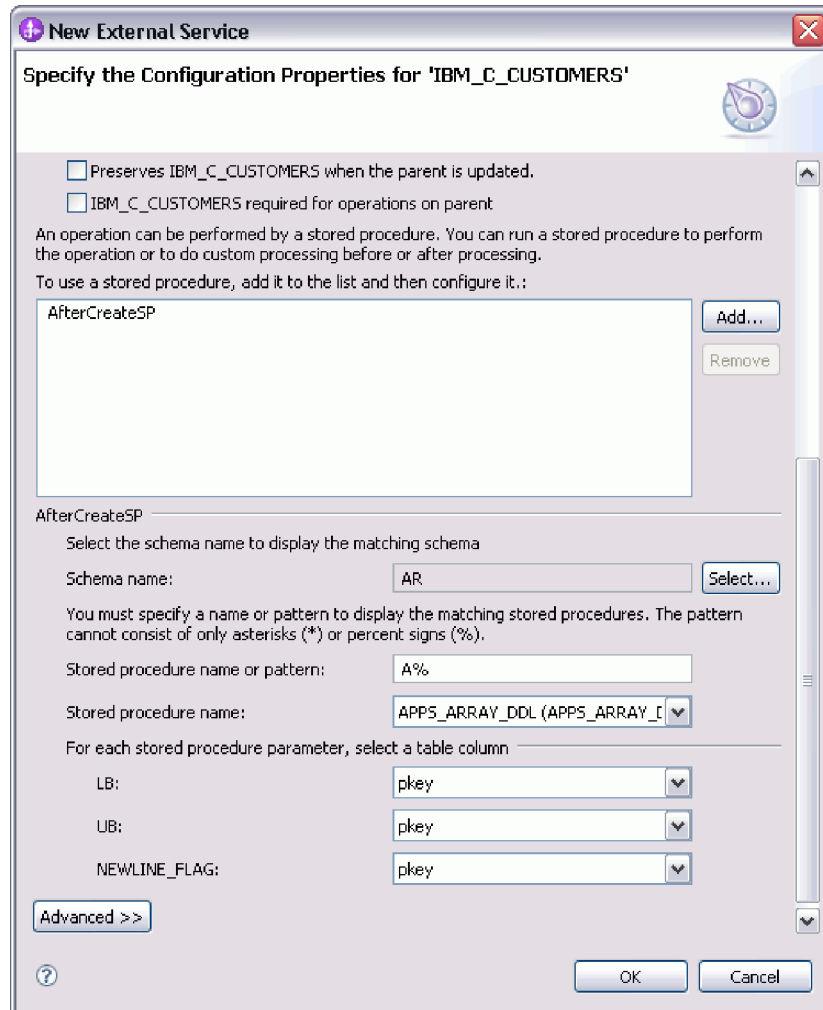 New External Service
Specify the Configuration Properties for 'IBM_C_CUSTOMERS'
Preserves IBM_C_CUSTOMERS when the parent is updated.
IBM_C_CUSTOMERS required for operations on parent
An operation can be performed by a stored procedure. You can run a stored procedure to perform
the operation or to do custom processing before or after processing.
To use a stored procedure, add it to the list and then configure it.:
AfterCreateSP
Add...
Remove
AfterCreateSP
Select the schema name to display the matching schema
Schema name: AR Select...
You must specify a name or pattern to display the matching stored procedures. The pattern
cannot consist of only asterisks (*) or percent signs (%).
Stored procedure name or pattern: A%
Stored procedure name: APPS_ARRAY_DDL (APPS_ARRAY_D
For each stored procedure parameter, select a table column
LB: pkey
UB: pkey
NEWLINE_FLAG: pkey
Advanced >>
? OK Cancel